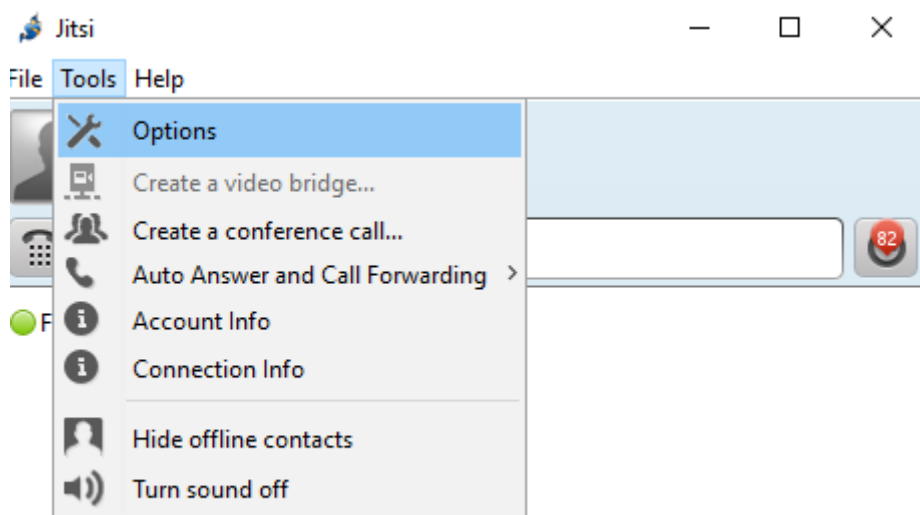 Jitsi
File Tools Help
Options
Create a video bridge...
82
Create a conference call...
Auto Answer and Call Forwarding
F
Account Info
Connection Info
Hide offline contacts
Turn sound off